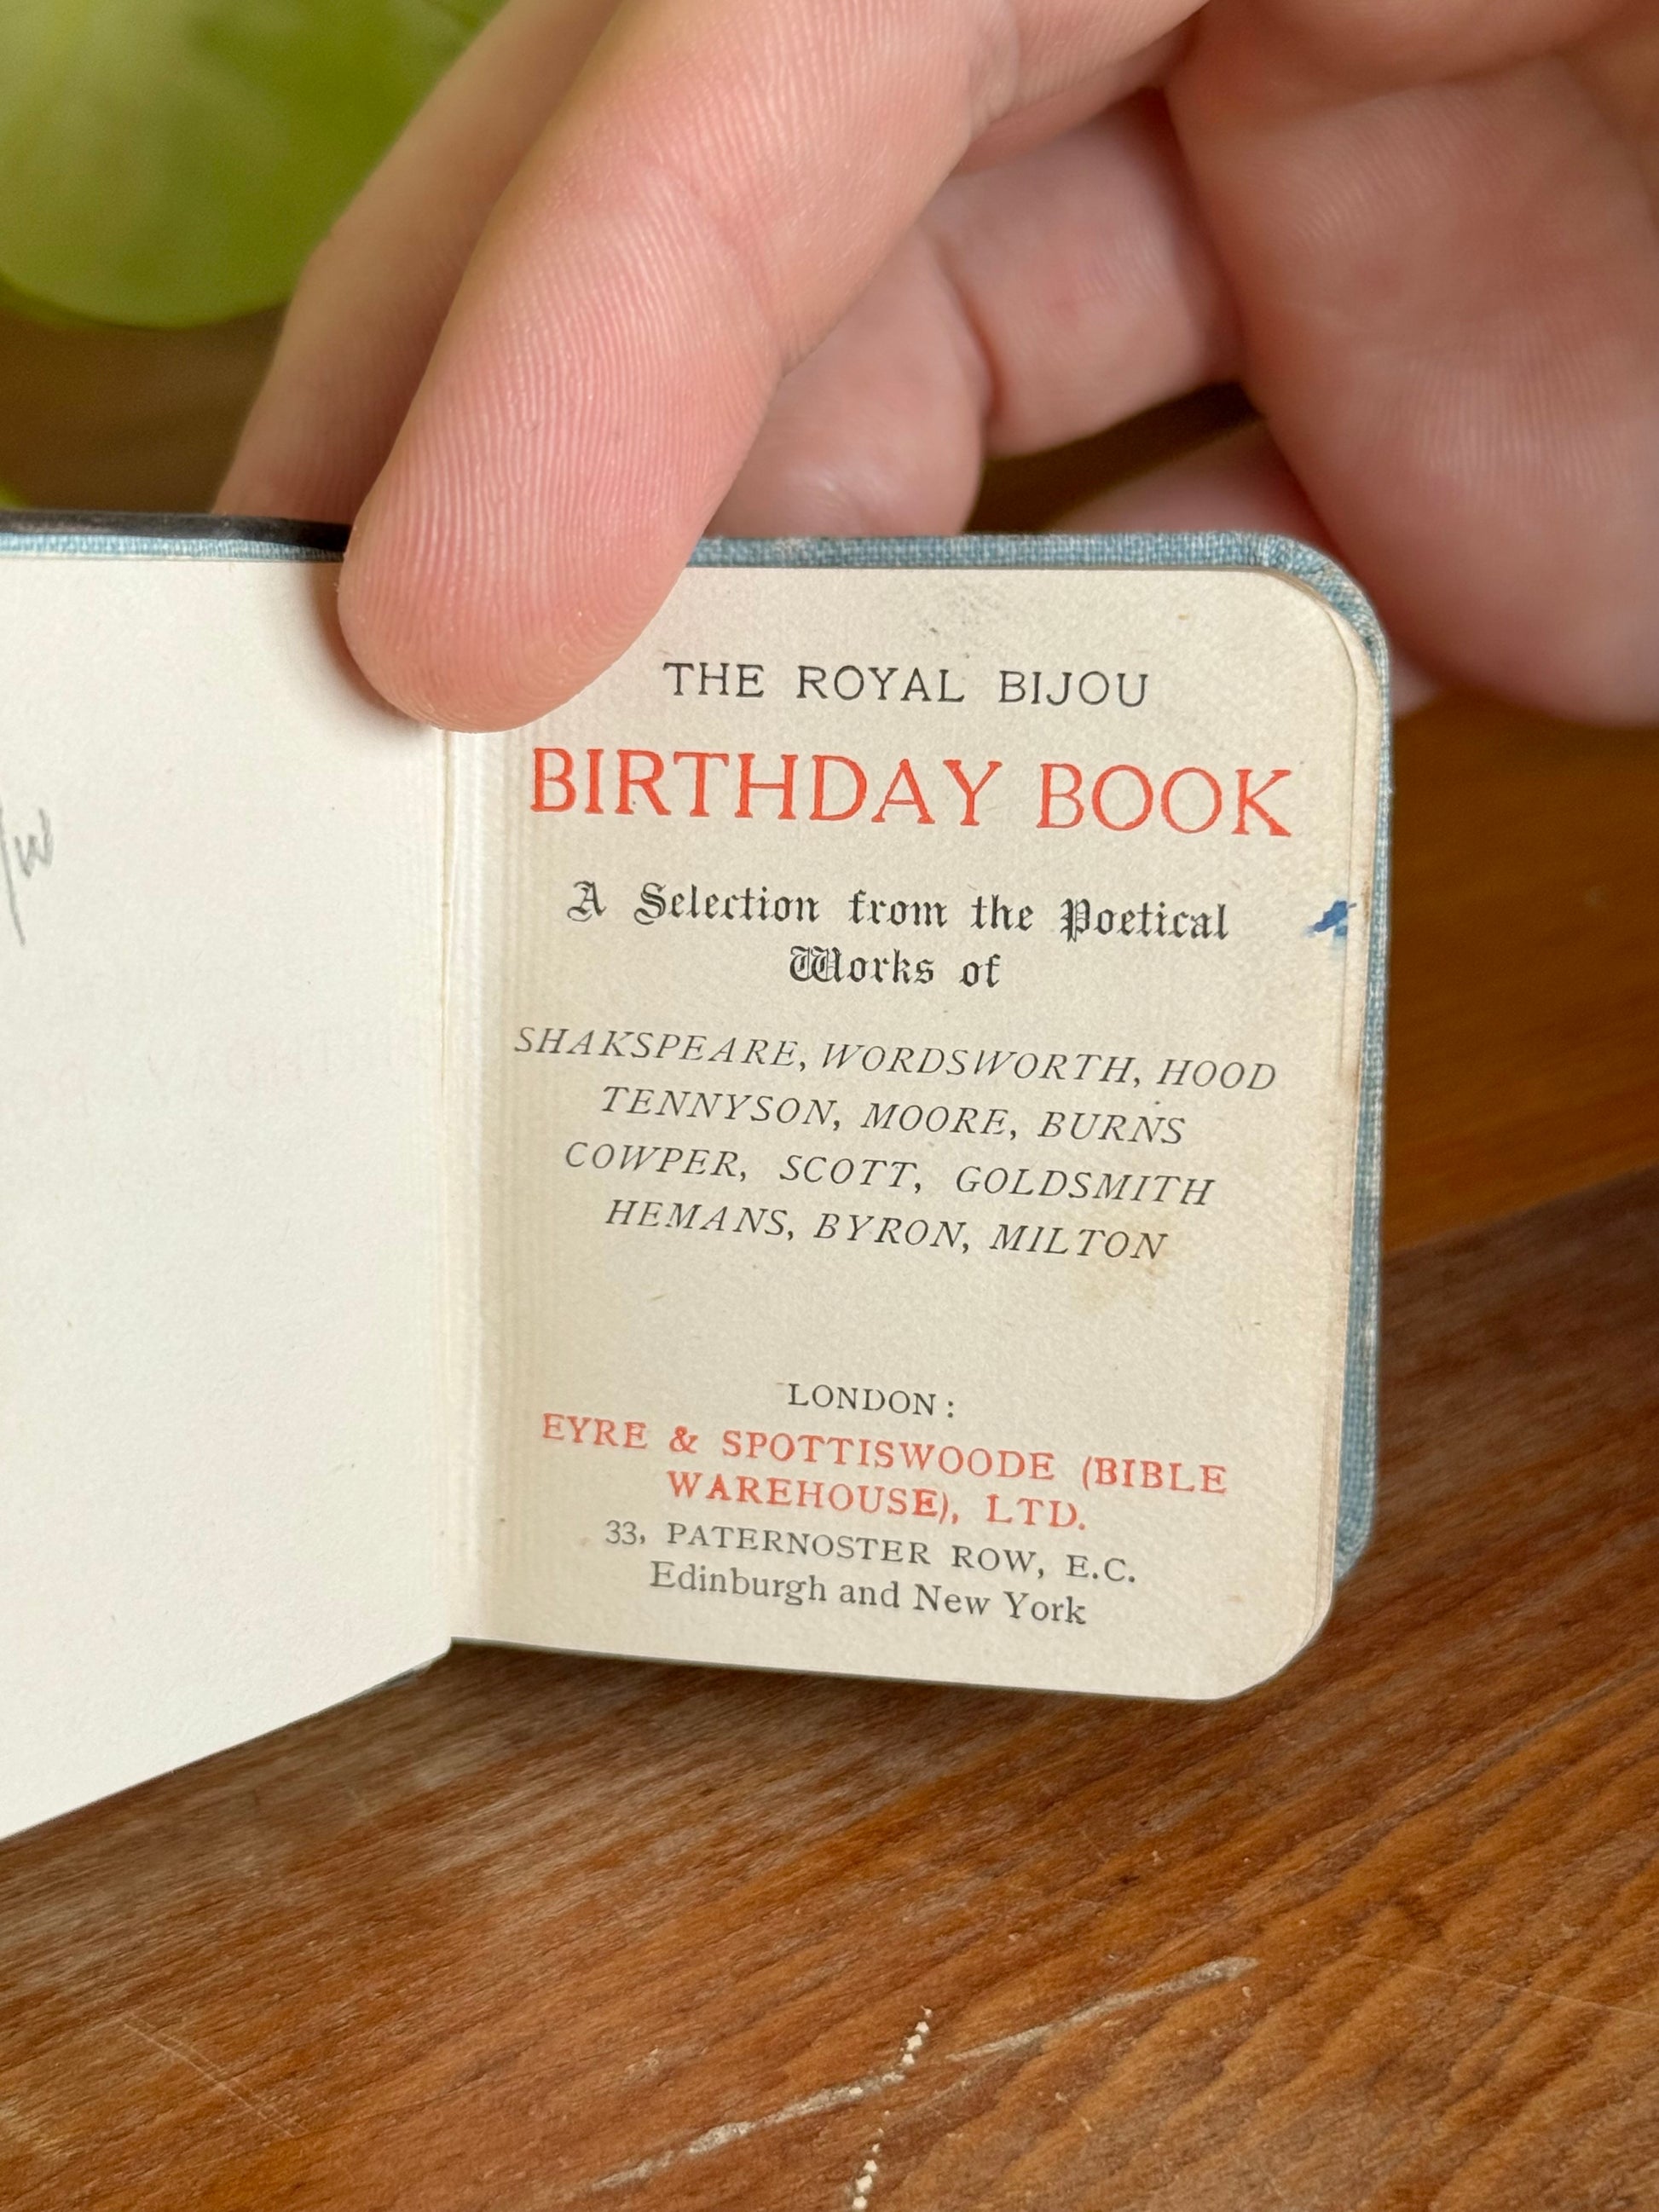 THE ROYAL BIJOU
BIRTHDAY BOOK
A Selection from the Poetical
Works of
SHAKSPEARE, WORDSWORTH, HOOD
TENNYSON, MOORE, BURNS
COWPER, SCOTT, GOLDSMITH
HEMANS, BYRON, MILTON
LONDON:
EYRE & SPOTTISWOODE (BIBLE
WAREHOUSE), LTD.
33, PATERNOSTER ROW, E.C.
Edinburgh and New York